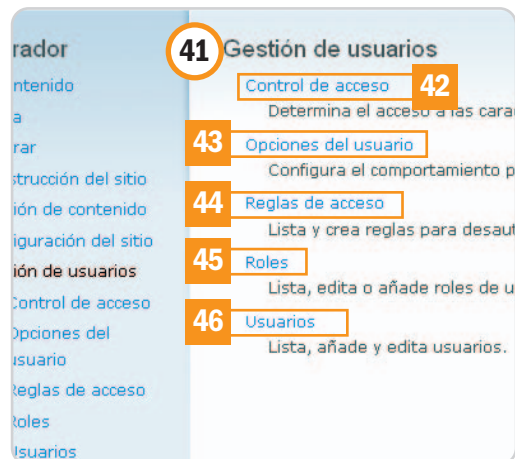 rador
ntenido
a
rar
strucción del sitio
ión de contenido
iguración del sitio
ión de usuarios
Control de acceso
Opciones del
usuario
Reglas de acceso
Roles
Usuarios
41 Gestión de usuarios
Control de acceso 42
Determina el acceso a las cara
43 Opciones del usuario
Configura el comportamiento p
44 Reglas de acceso
Lista y crea reglas para desaut
45 Roles
Lista, edita o añade roles de u
46 Usuarios
Lista, añade y edita usuarios.